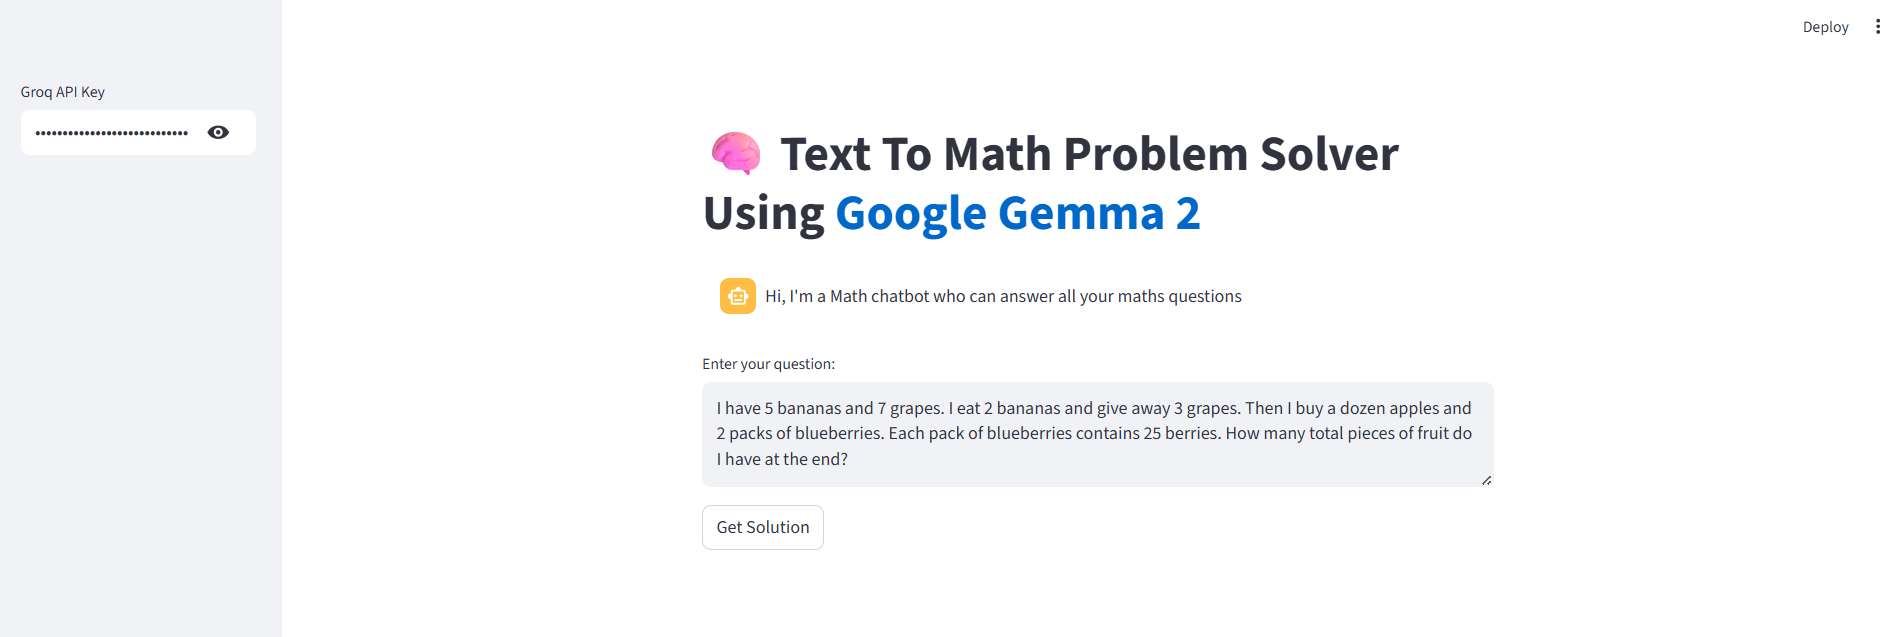 Deploy
Groq API Key
••••••••••••••••••••••••••••
Text To Math Problem Solver
Using Google Gemma 2
Hi, I'm a Math chatbot who can answer all your maths questions
Enter your question:
I have 5 bananas and 7 grapes. I eat 2 bananas and give away 3 grapes. Then I buy a dozen apples and
2 packs of blueberries. Each pack of blueberries contains 25 berries. How many total pieces of fruit do
I have at the end?
Get Solution